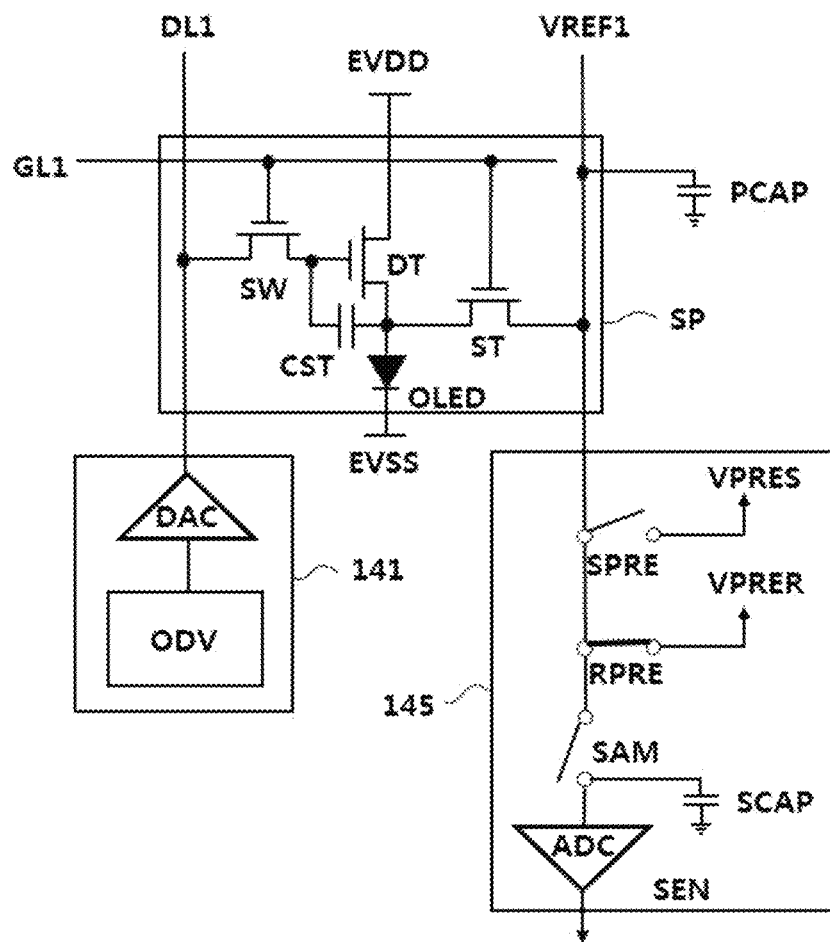 DL1
VREF1
EVDD
GL1
PCAP
SW
DT
ST
SP
CST
OLED
EVSS
DAC
141
ODV
VPRES
SPRE
VPRER
RPRE
145
SAM
SCAP
ADC
SEN